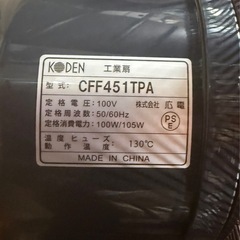 KODEN 工業扇
型式: CFF451TPA
定格電圧: 100V 株式会社 広電
定格周波数: 50/60Hz
定格消費電力: 100W/105W
PSE
温度ヒューズ
動作温度: 130℃
MADE IN CHINA